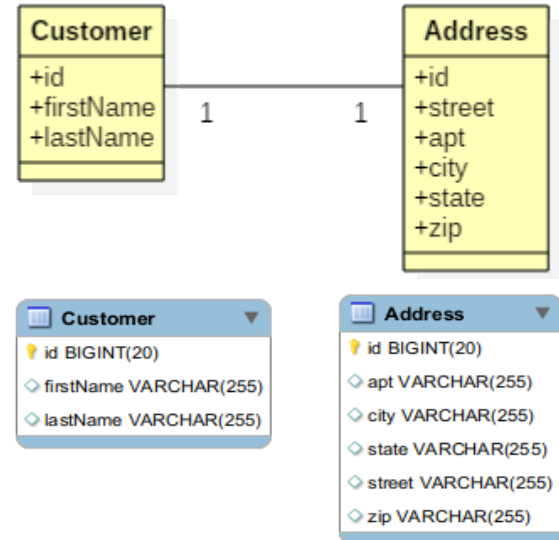 Customer
+id
+firstName
+lastName
1
1
Address
+id
+street
+apt
+city
+state
+zip
Customer
id BIGINT(20)
firstName VARCHAR(255)
lastName VARCHAR(255)
Address
id BIGINT(20)
apt VARCHAR(255)
city VARCHAR(255)
state VARCHAR(255)
street VARCHAR(255)
zip VARCHAR(255)